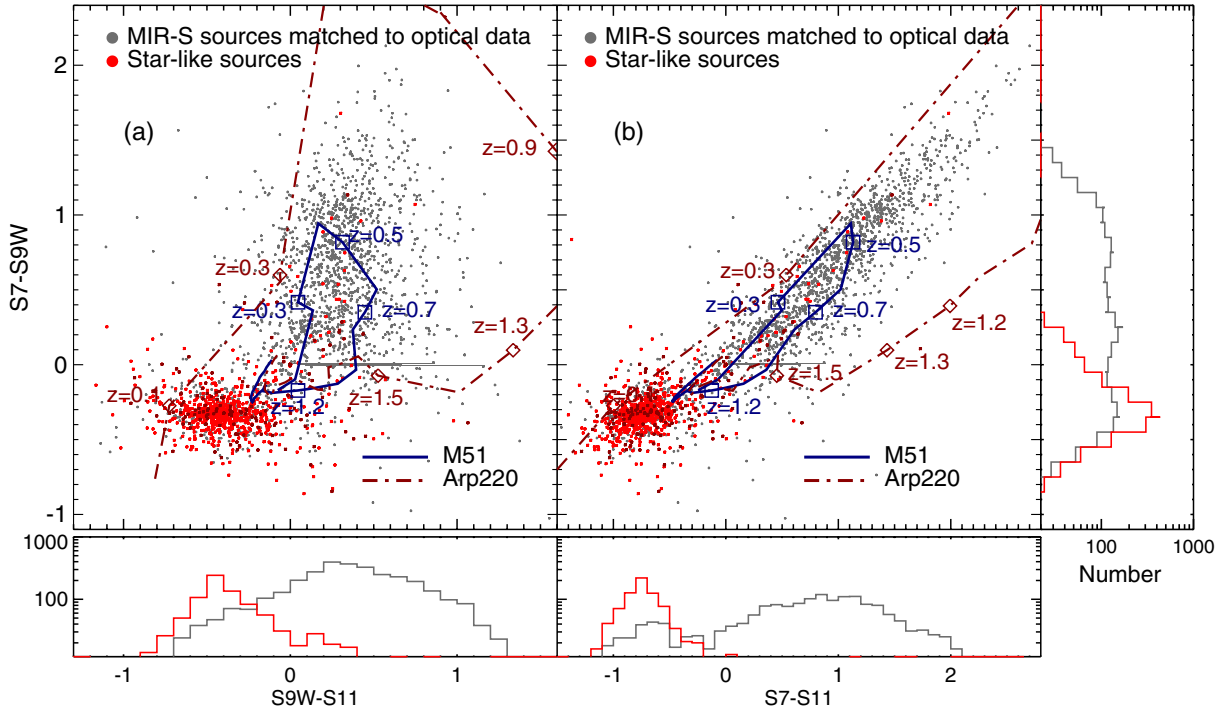 MIR-S sources matched to optical data
Star-like sources
(a)
z=0.9
z=0.5
z=0.3
z=0.3
z=0.7
z=1.3
z=0.1
z=1.5
z=1.2
M51
Arp220
2
1
0
-1
S7-S9W
MIR-S sources matched to optical data
Star-like sources
(b)
z=0.3
z=0.5
z=0.3
z=0.7
z=1.2
z=1.3
z=1.5
z=1.2
M51
Arp220
1000
100
-1
0
1
S9W-S11
-1
0
1
2
S7-S11
100
1000
Number